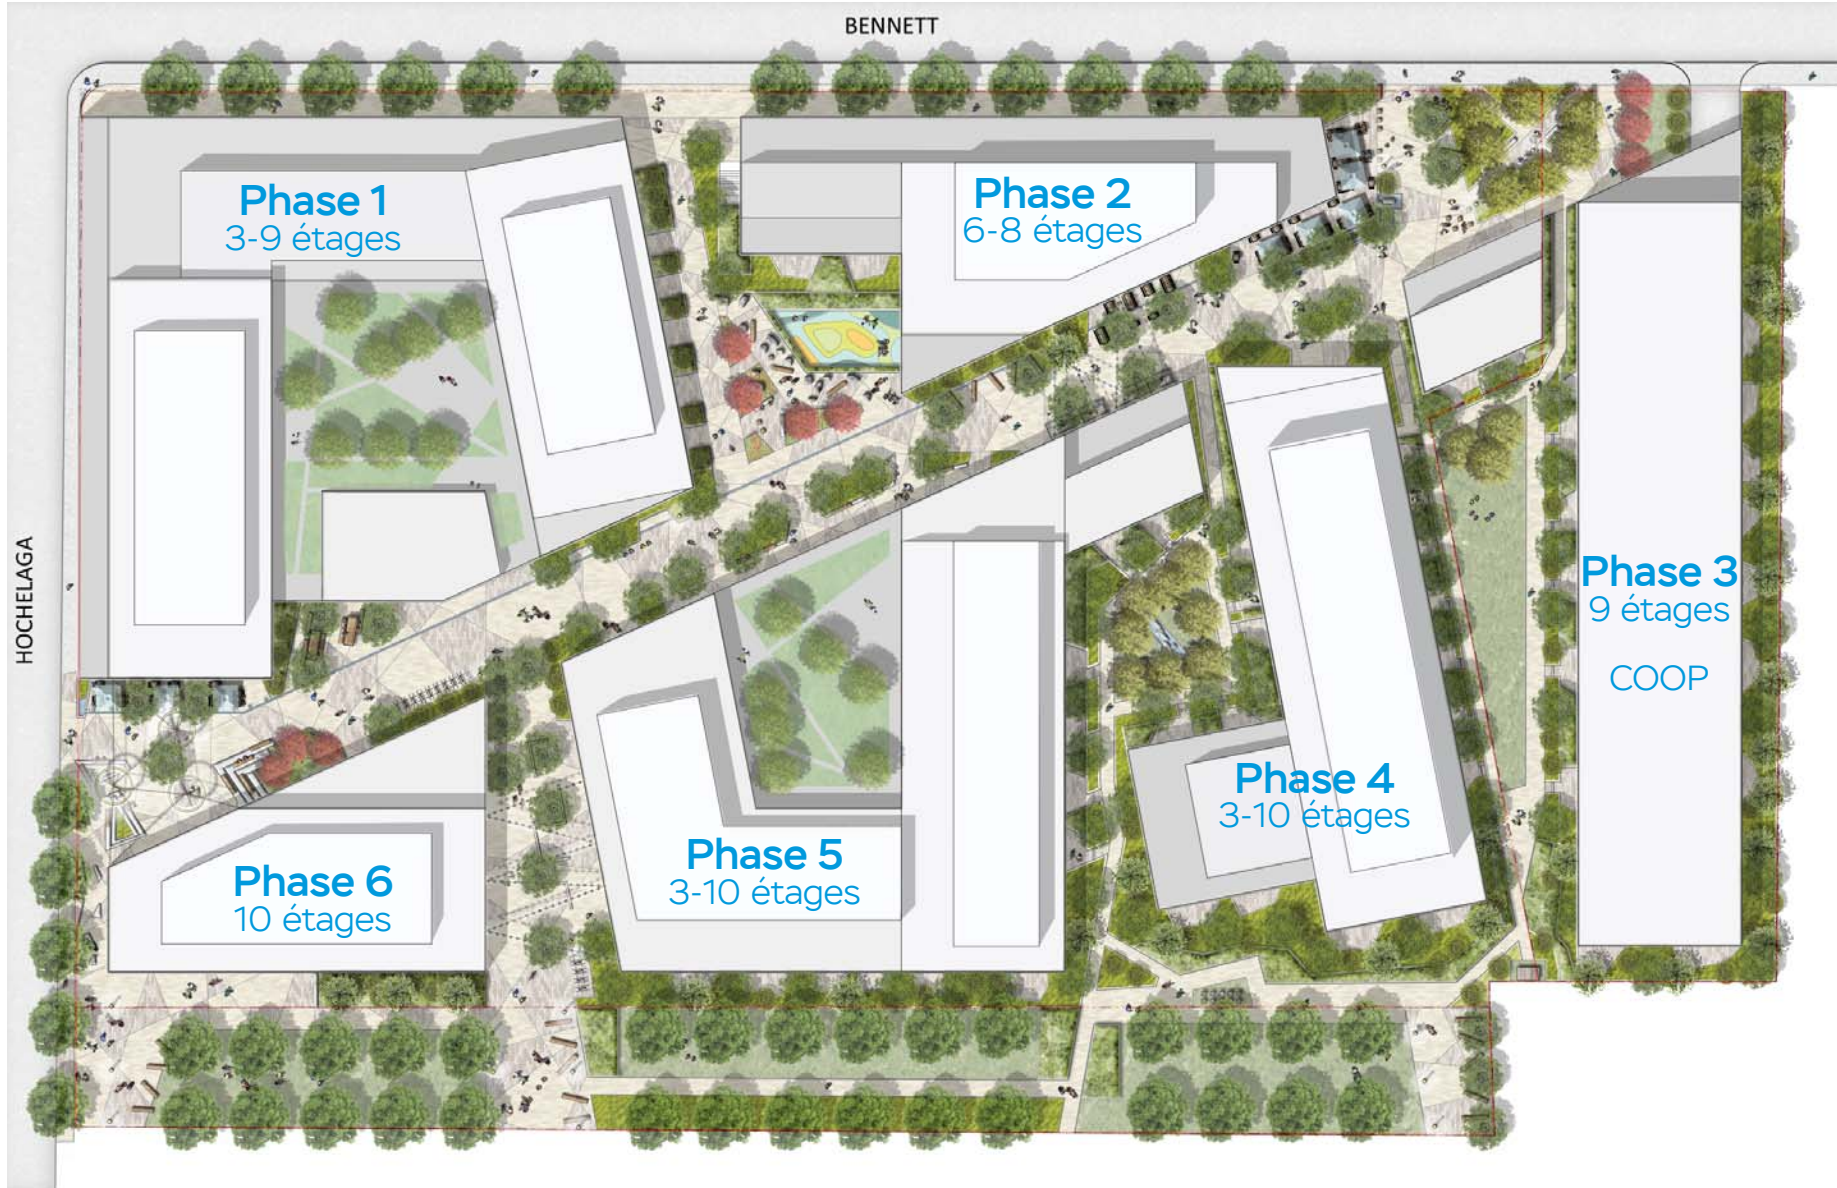 BENNETT
Phase 1
3-9 étages
Phase 2
6-8 étages
HOCHELAGA
Phase 3
9 étages
COOP
Phase 4
3-10 étages
Phase 5
3-10 étages
Phase 6
10 étages